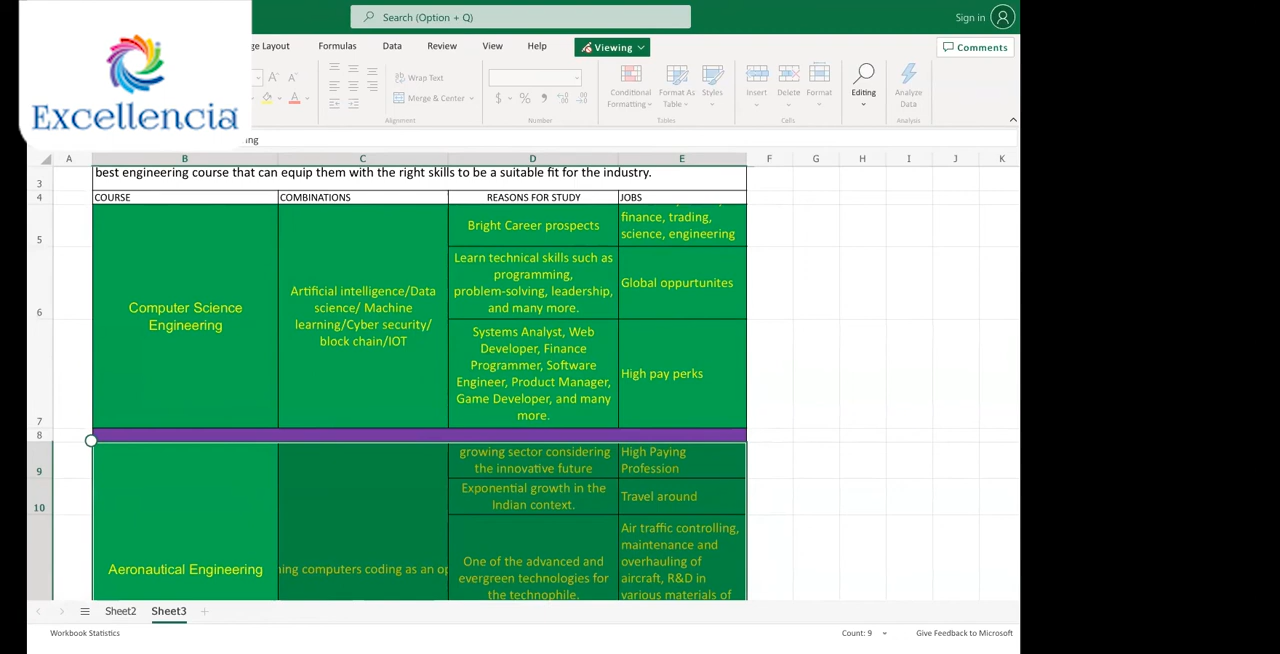 Search (Option + Q)
Sign in
Excellencia
ge Layout Formulas Data Review View Help Viewing Comments
Wrap Text
Merge & Center
$ % 
Conditional Formatting
Format As Table
Styles
Insert
Delete
Format
Editing
Analyze Data
Alignment
Number
Tables
Cells
Analysis
ng
A B C D E F G H I J K
3
best engineering course that can equip them with the right skills to be a suitable fit for the industry.
4
COURSE
COMBINATIONS
REASONS FOR STUDY
JOBS
5
Bright Career prospects
finance, trading,
science, engineering
6
Learn technical skills such as
programming,
problem-solving, leadership,
and many more.
Global oppurtunites
Computer Science
Engineering
Artificial intelligence/Data
science/ Machine
learning/Cyber security/
block chain/IOT
7
Systems Analyst, Web
Developer, Finance
Programmer, Software
Engineer, Product Manager,
Game Developer, and many
more.
High pay perks
8
9
growing sector considering
the innovative future
High Paying
Profession
10
Exponential growth in the
Indian context.
Travel around
Aeronautical Engineering
ning computers coding as an op
One of the advanced and
evergreen technologies for
the technophile.
Air traffic controlling,
maintenance and
overhauling of
aircraft, R&D in
various materials of
Sheet2 Sheet3
Workbook Statistics
Count: 9
Give Feedback to Microsoft